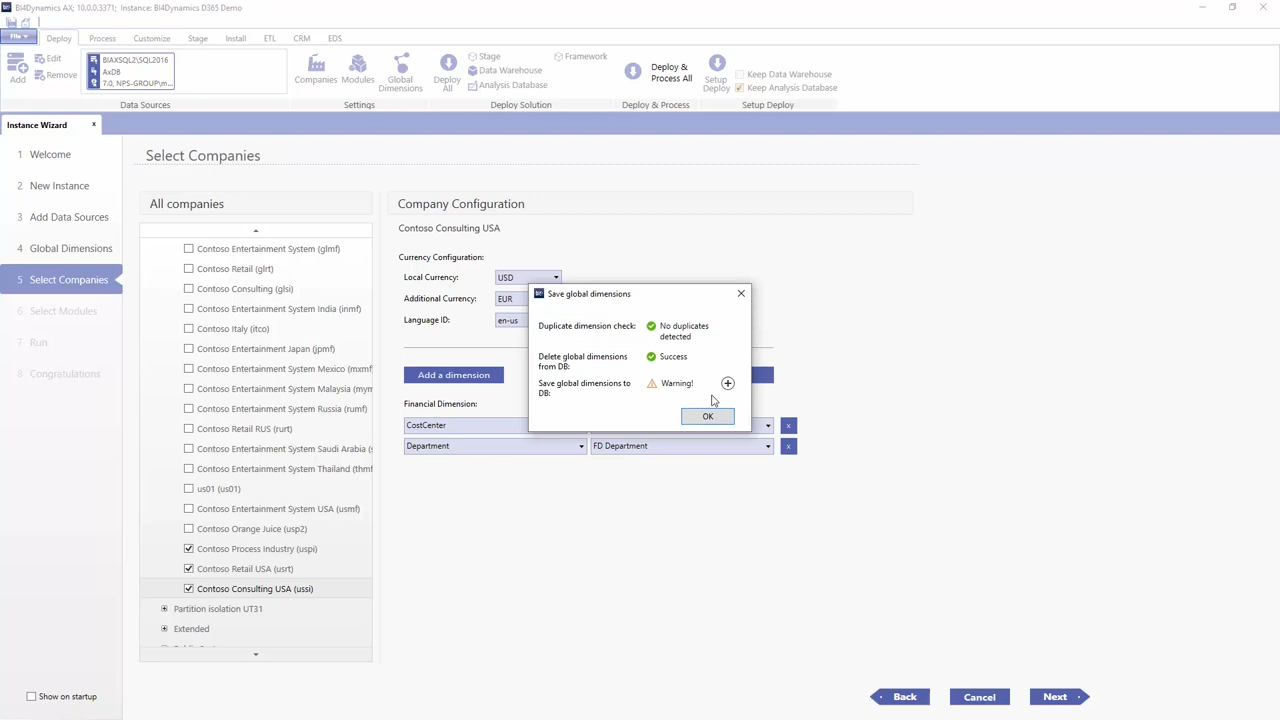 BI4Dynamics AX; 10.0.0.3371; Instance: BI4Dynamics D365 Demo
File
Deploy
Process
Customize
Stage
Install
ETL
CRM
EDS
Add
Edit
Remove
BIAXSQL2\SQL2016
AxDB
7.0, NPS-GROUP\m...
Data Sources
Companies
Modules
Global
Dimensions
Settings
Deploy
All
Stage
Data Warehouse
Analysis Database
Framework
Deploy Solution
Deploy &
Process All
Deploy & Process
Setup
Deploy
Keep Data Warehouse
Keep Analysis Database
Setup Deploy
Instance Wizard x
1 Welcome
2 New Instance
3 Add Data Sources
4 Global Dimensions
5 Select Companies
6 Select Modules
7 Run
8 Congratulations
Show on startup
Select Companies
All companies
Contoso Entertainment System (glmf)
Contoso Retail (glrt)
Contoso Consulting (glsi)
Contoso Entertainment System India (inmf)
Contoso Italy (itco)
Contoso Entertainment Japan (jpmf)
Contoso Entertainment System Mexico (mxmf
Contoso Entertainment System Malaysia (mym
Contoso Entertainment System Russia (rumf)
Contoso Retail RUS (rurt)
Contoso Entertainment System Saudi Arabia (s
Contoso Entertainment System Thailand (thmf
us01 (us01)
Contoso Entertainment System USA (usmf)
Contoso Orange Juice (usp2)
Contoso Process Industry (uspi)
Contoso Retail USA (usrt)
Contoso Consulting USA (ussi)
Partition isolation UT31
Extended
Company Configuration
Contoso Consulting USA
Currency Configuration:
Local Currency: USD
Additional Currency: EUR
Language ID: en-us
Add a dimension
Financial Dimension:
CostCenter x
Department FD Department x
Save global dimensions
Duplicate dimension check: No duplicates
detected
Delete global dimensions Success
from DB:
Save global dimensions to Warning!
DB:
OK
Back
Cancel
Next